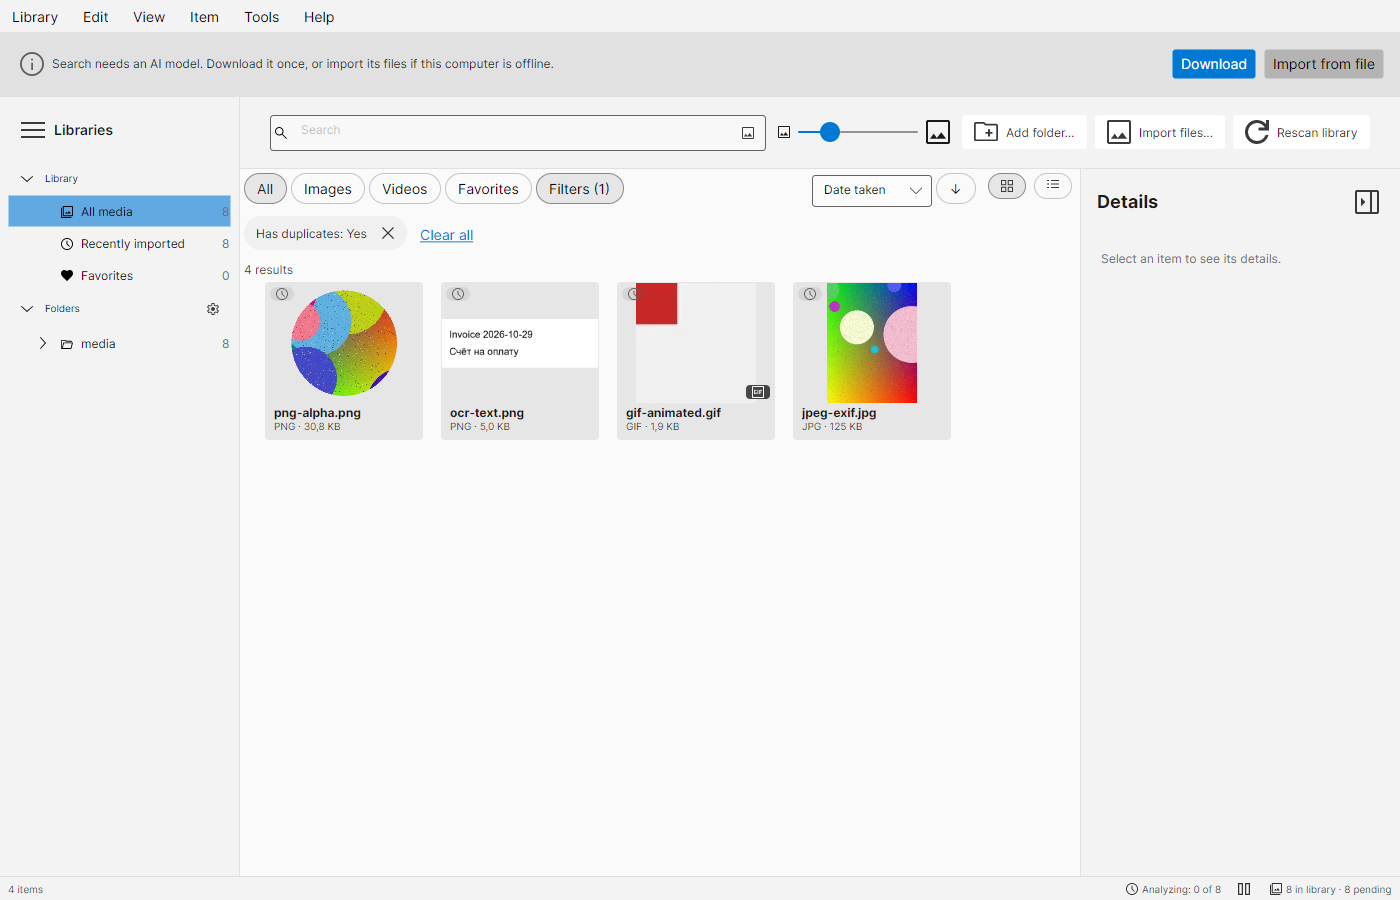 Library Edit View Item Tools Help
Search needs an AI model. Download it once, or import its files if this computer is offline.
Download
Import from file
Libraries
Search
Add folder...
Import files...
Rescan library
Library
All media 8
Recently imported 8
Favorites 0
Folders
media 8
All
Images
Videos
Favorites
Filters (1)
Date taken
Has duplicates: Yes
Clear all
4 results
Invoice 2026-10-29
Счёт на оплату
GIF
png-alpha.png
PNG · 30,8 KB
ocr-text.png
PNG · 5,0 KB
gif-animated.gif
GIF · 1,9 KB
jpeg-exif.jpg
JPG · 125 KB
Details
Select an item to see its details.
4 items
Analyzing: 0 of 8
8 in library · 8 pending